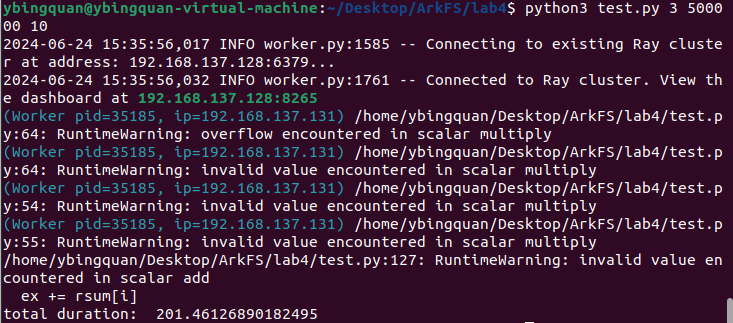 ybingquan@ybingquan-virtual-machine:~/Desktop/ArkFS/lab4$ python3 test.py 3 5000
00 10
2024-06-24 15:35:56,017 INFO worker.py:1585 -- Connecting to existing Ray cluste
r at address: 192.168.137.128:6379...
2024-06-24 15:35:56,032 INFO worker.py:1761 -- Connected to Ray cluster. View th
e dashboard at 192.168.137.128:8265
(Worker pid=35185, ip=192.168.137.131) /home/ybingquan/Desktop/ArkFS/lab4/test.p
y:64: RuntimeWarning: overflow encountered in scalar multiply
(Worker pid=35185, ip=192.168.137.131) /home/ybingquan/Desktop/ArkFS/lab4/test.p
y:64: RuntimeWarning: invalid value encountered in scalar multiply
(Worker pid=35185, ip=192.168.137.131) /home/ybingquan/Desktop/ArkFS/lab4/test.p
y:54: RuntimeWarning: invalid value encountered in scalar multiply
(Worker pid=35185, ip=192.168.137.131) /home/ybingquan/Desktop/ArkFS/lab4/test.p
y:55: RuntimeWarning: invalid value encountered in scalar multiply
/home/ybingquan/Desktop/ArkFS/lab4/test.py:127: RuntimeWarning: invalid value en
countered in scalar add
  ex += rsum[i]
total duration:  201.46126890182495